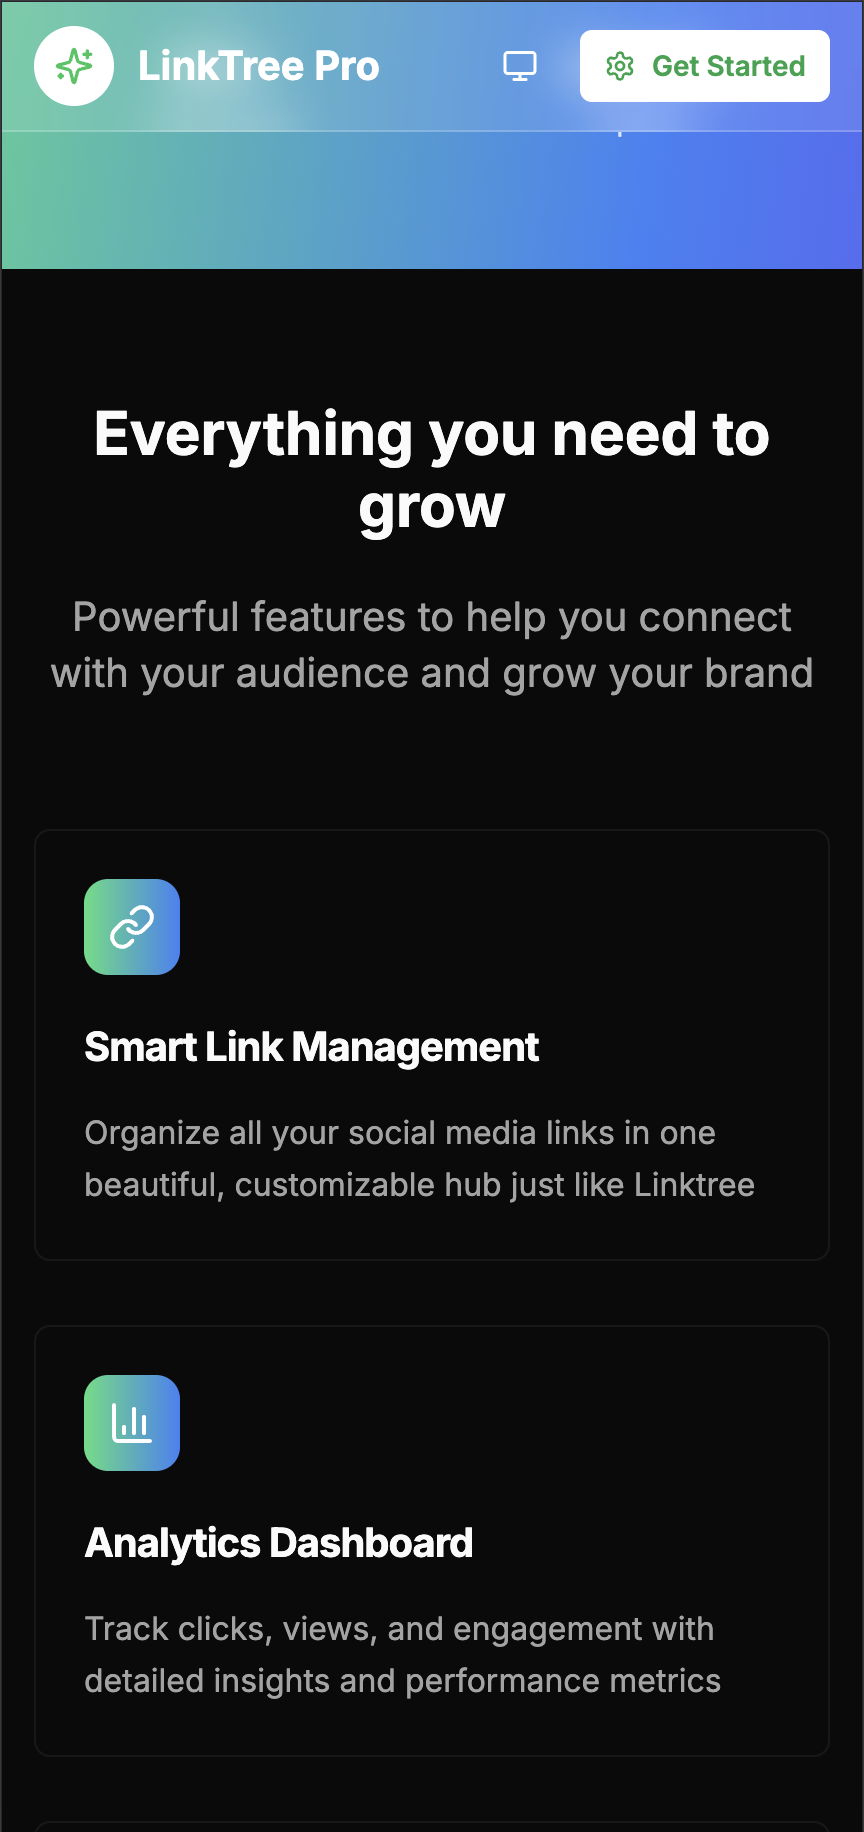 LinkTree Pro
Get Started
Everything you need to
grow
Powerful features to help you connect
with your audience and grow your brand
Smart Link Management
Organize all your social media links in one
beautiful, customizable hub just like Linktree
Analytics Dashboard
Track clicks, views, and engagement with
detailed insights and performance metrics